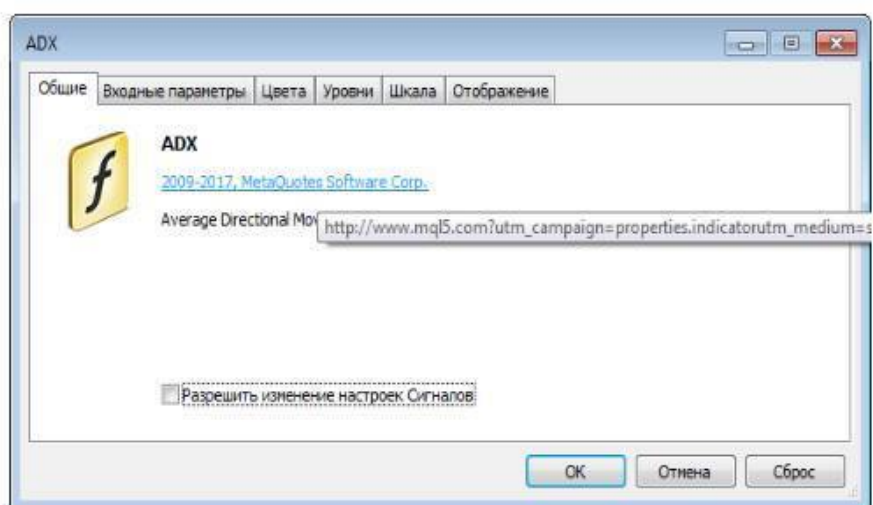 ADX
Общие Входные параметры Цвета Уровни Шкала Отображение
ADX
2009-2017, MetaQuotes Software Corp.
Average Directional Mov
http://www.mql5.com?utm_campaign=properties.indicatorutm_medium=s
Разрешить изменение настроек Сигналов
OK Отмена Сброс